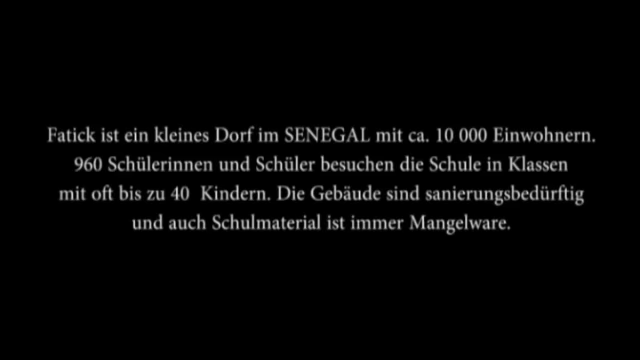 Fatick ist ein kleines Dorf im SENEGAL mit ca. 10 000 Einwohnern.
960 Schülerinnen und Schüler besuchen die Schule in Klassen
mit oft bis zu 40  Kindern. Die Gebäude sind sanierungsbedürftig
und auch Schulmaterial ist immer Mangelware.